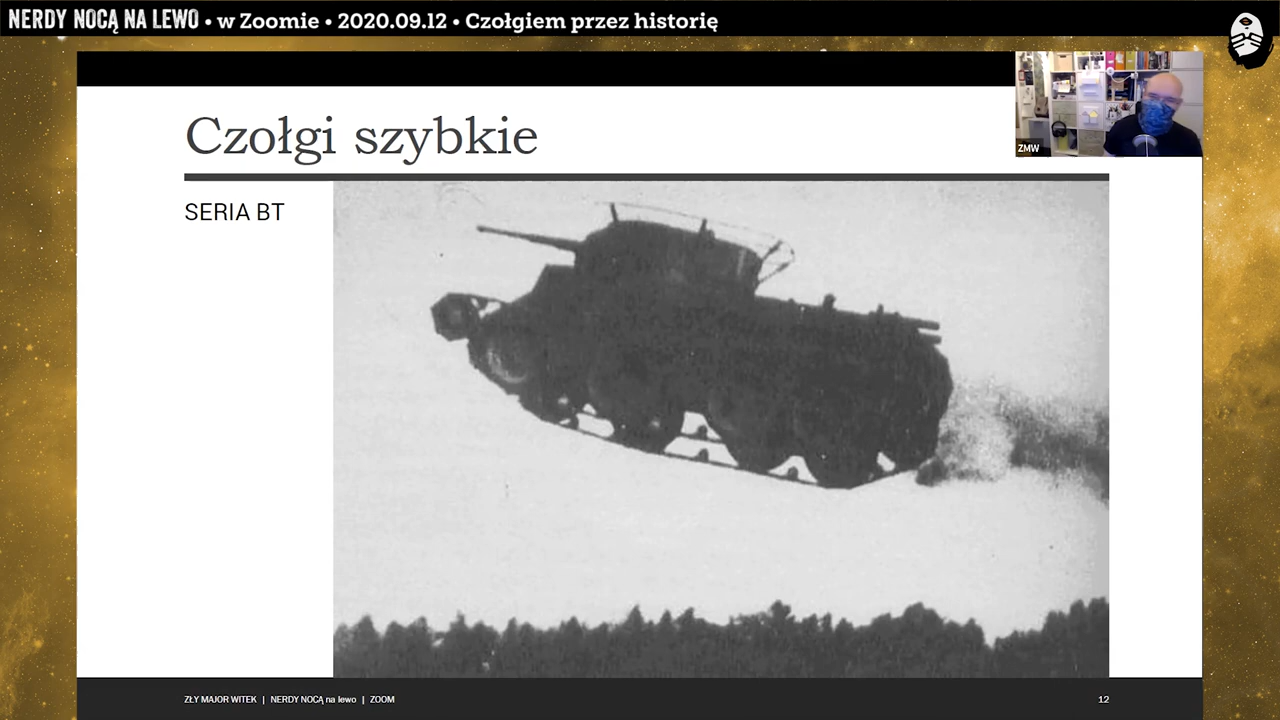 NERDY NOCĄ NA LEWO • w Zoomie • 2020.09.12 • Czołgiem przez historię
Czołgi szybkie
ZMW
SERIA BT
ZŁY MAJOR WITEK | NERDY NOCĄ na lewo | ZOOM
12